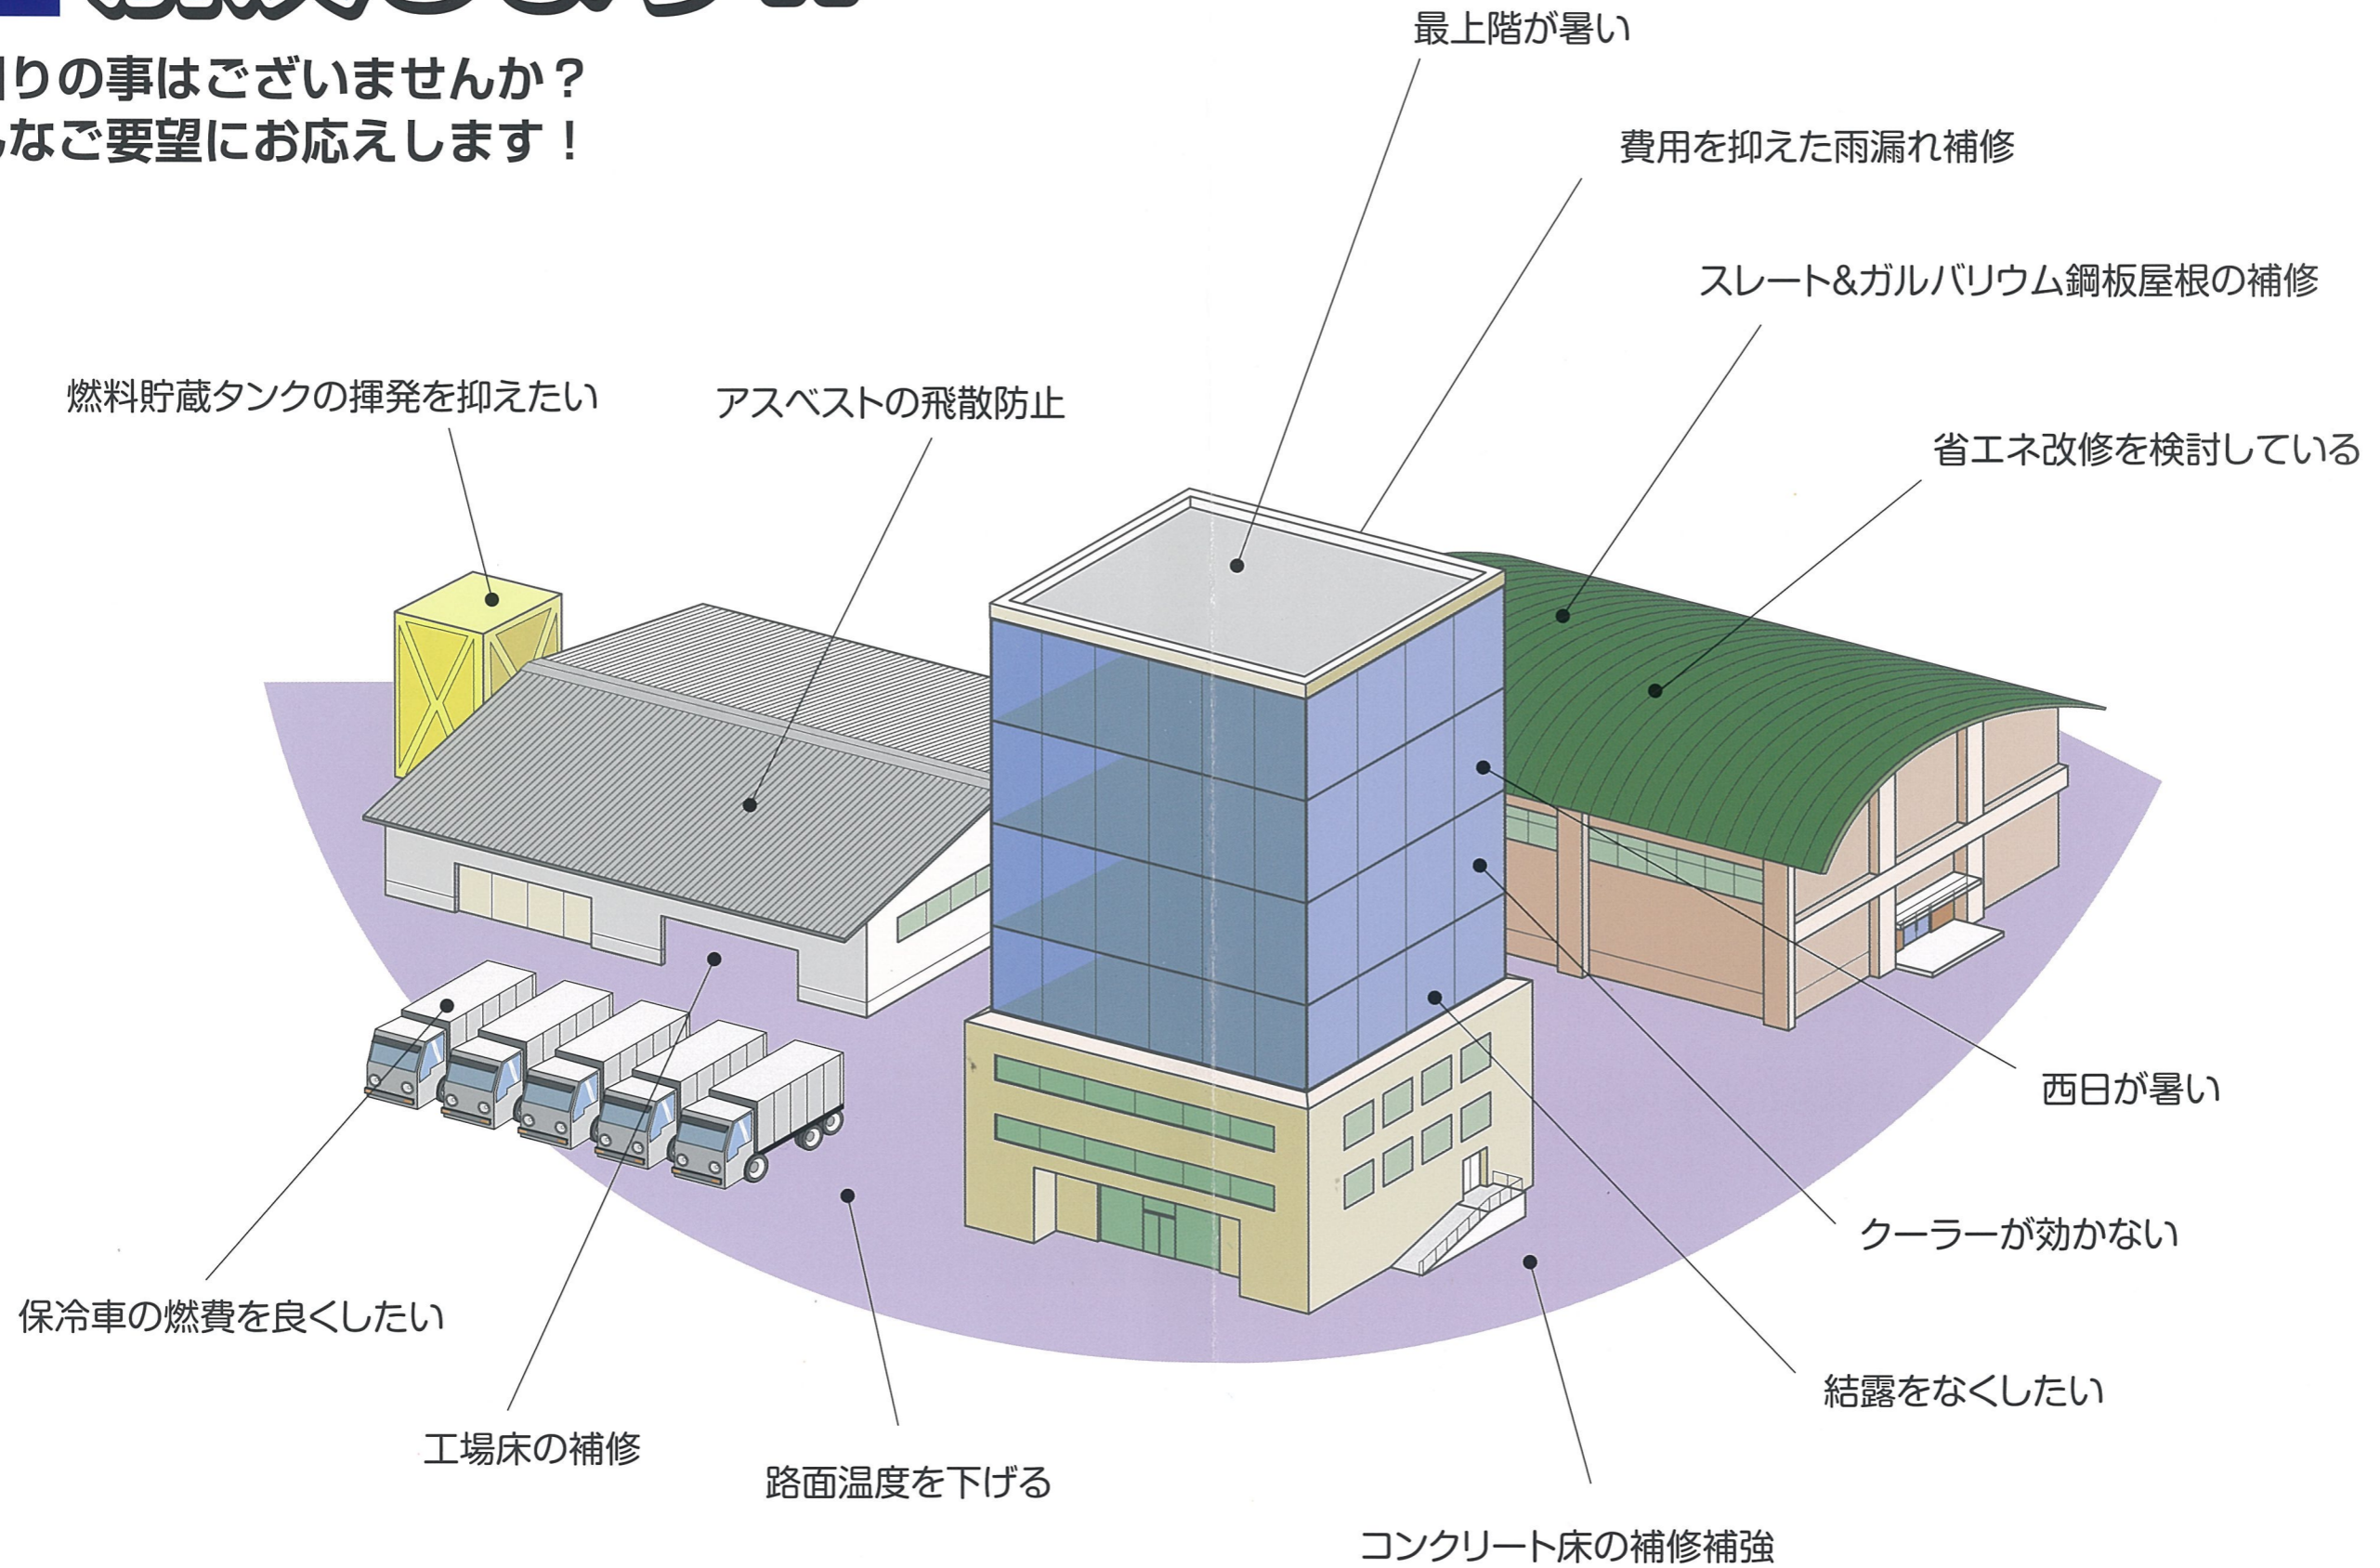 りの事はございませんか？
なご要望にお応えします！
最上階が暑い
費用を抑えた雨漏れ補修
スレート&ガルバリウム鋼板屋根の補修
燃料貯蔵タンクの揮発を抑えたい
アスベストの飛散防止
省エネ改修を検討している
西日が暑い
クーラーが効かない
保冷車の燃費を良くしたい
結露をなくしたい
工場床の補修
路面温度を下げる
コンクリート床の補修補強